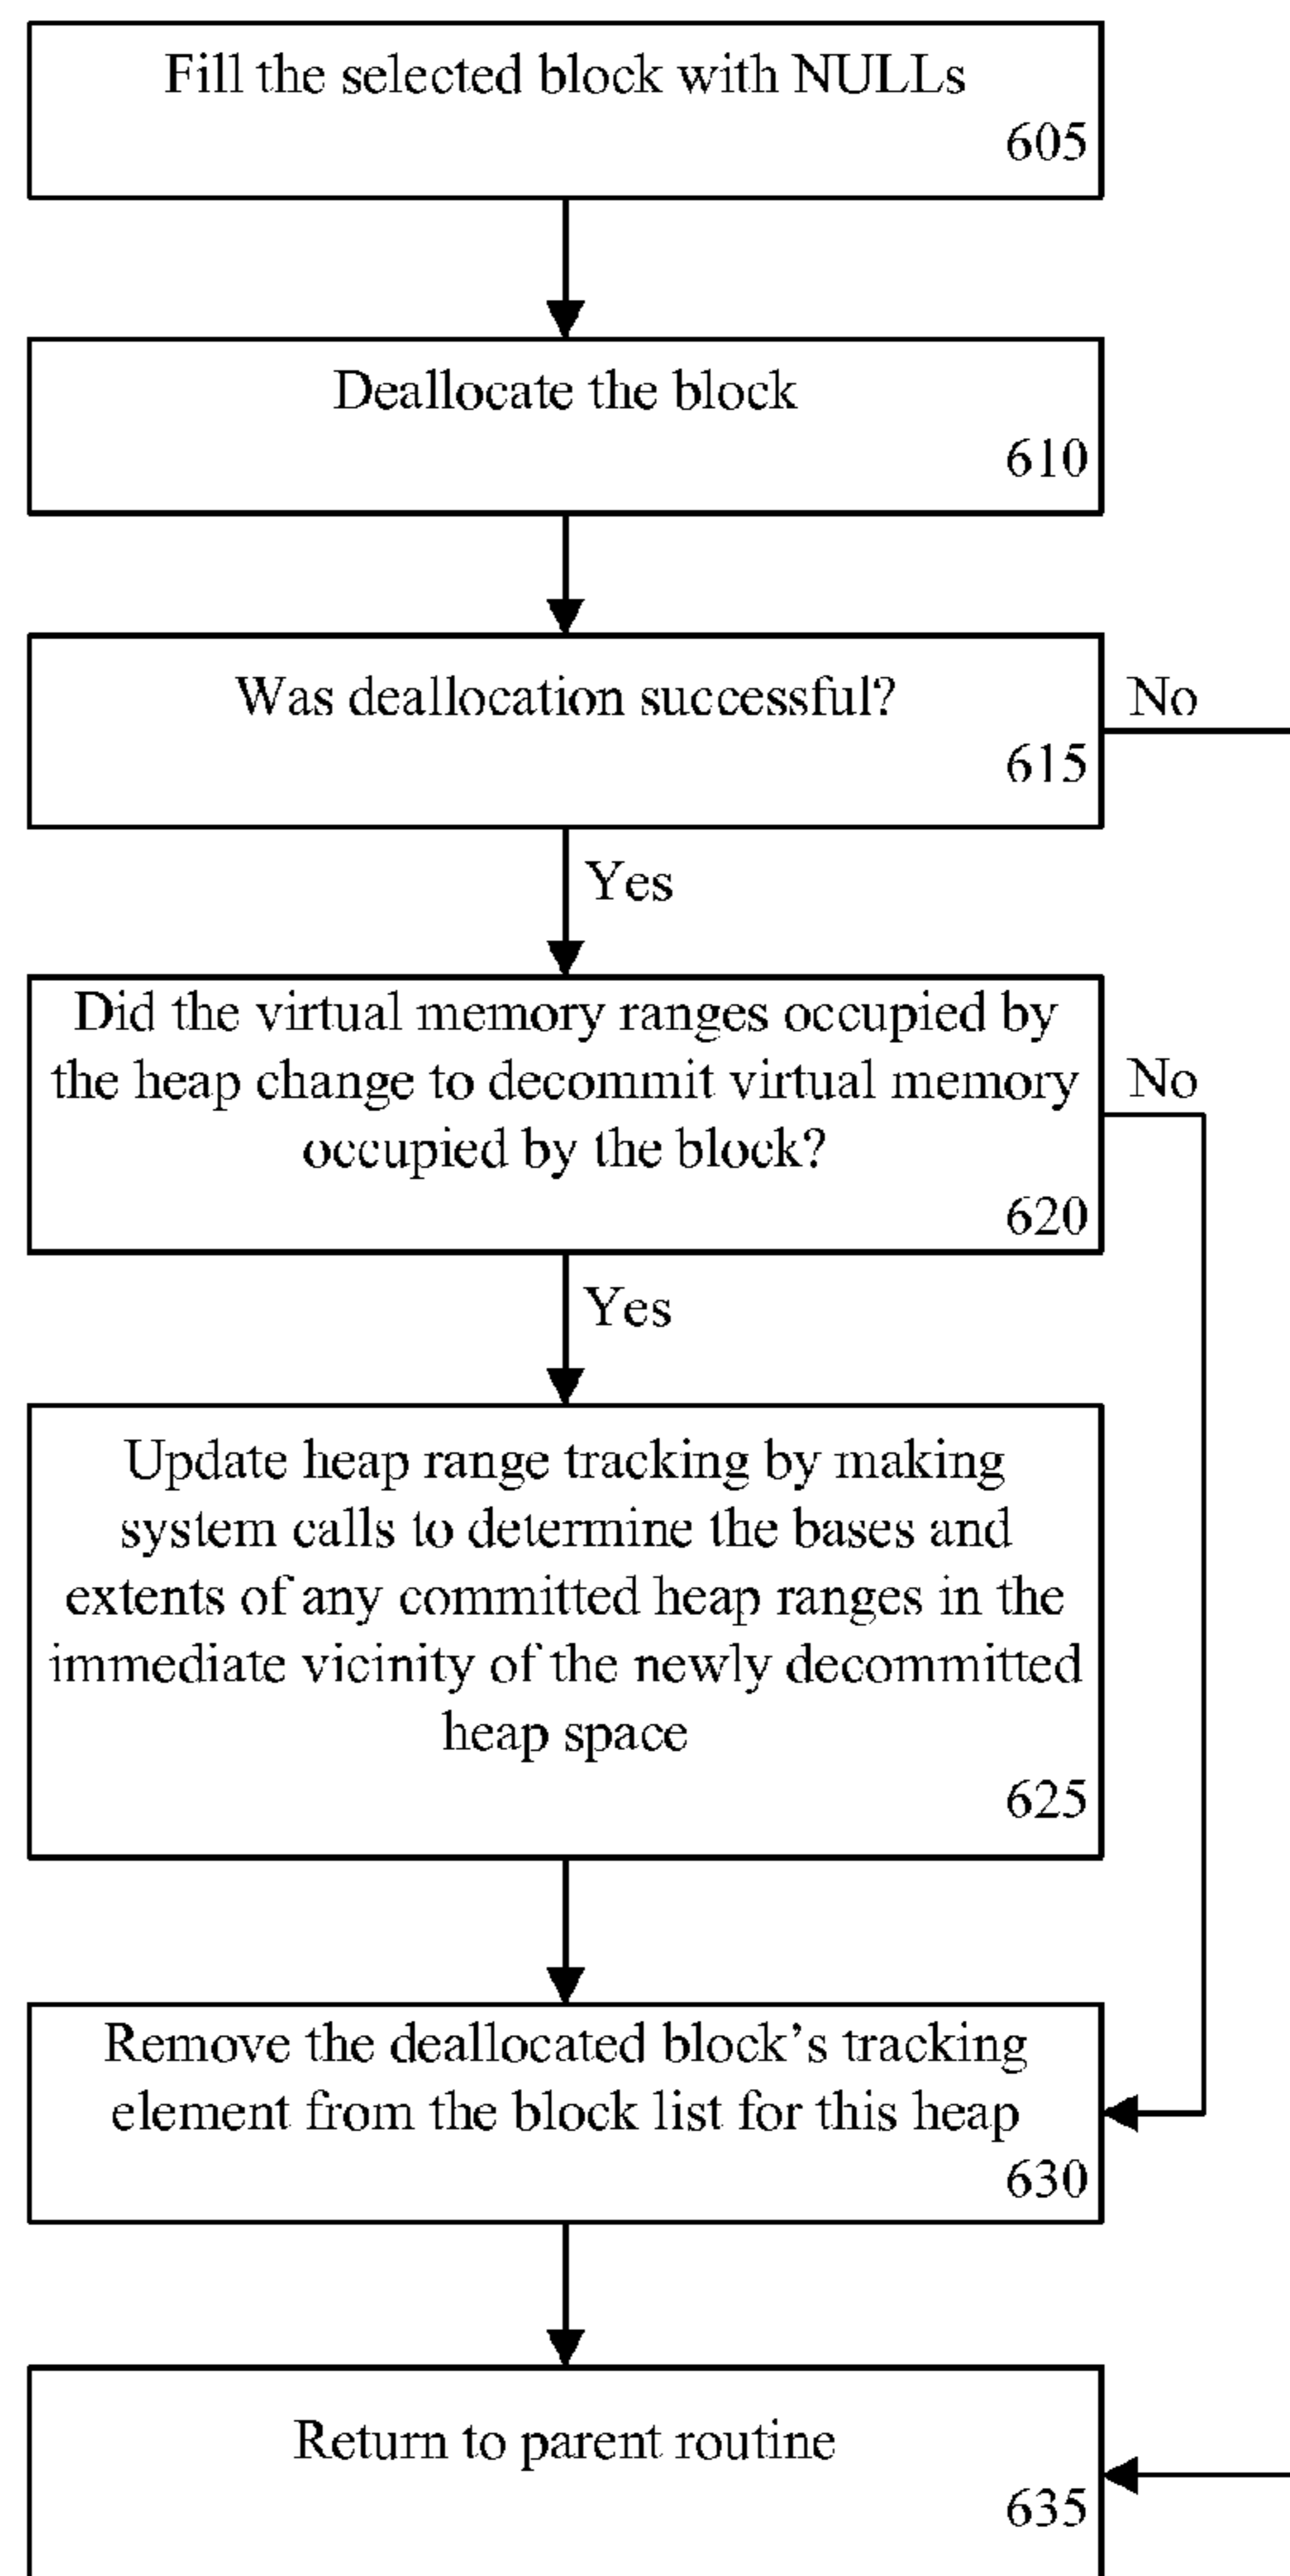 Fill the selected block with NULLs
605
Deallocate the block
610
Was deallocation successful?
615
No
Yes
Did the virtual memory ranges occupied by
the heap change to decommit virtual memory
occupied by the block?
620
No
Yes
Update heap range tracking by making
system calls to determine the bases and
extents of any committed heap ranges in the
immediate vicinity of the newly decommitted
heap space
625
Remove the deallocated block’s tracking
element from the block list for this heap
630
Return to parent routine
635